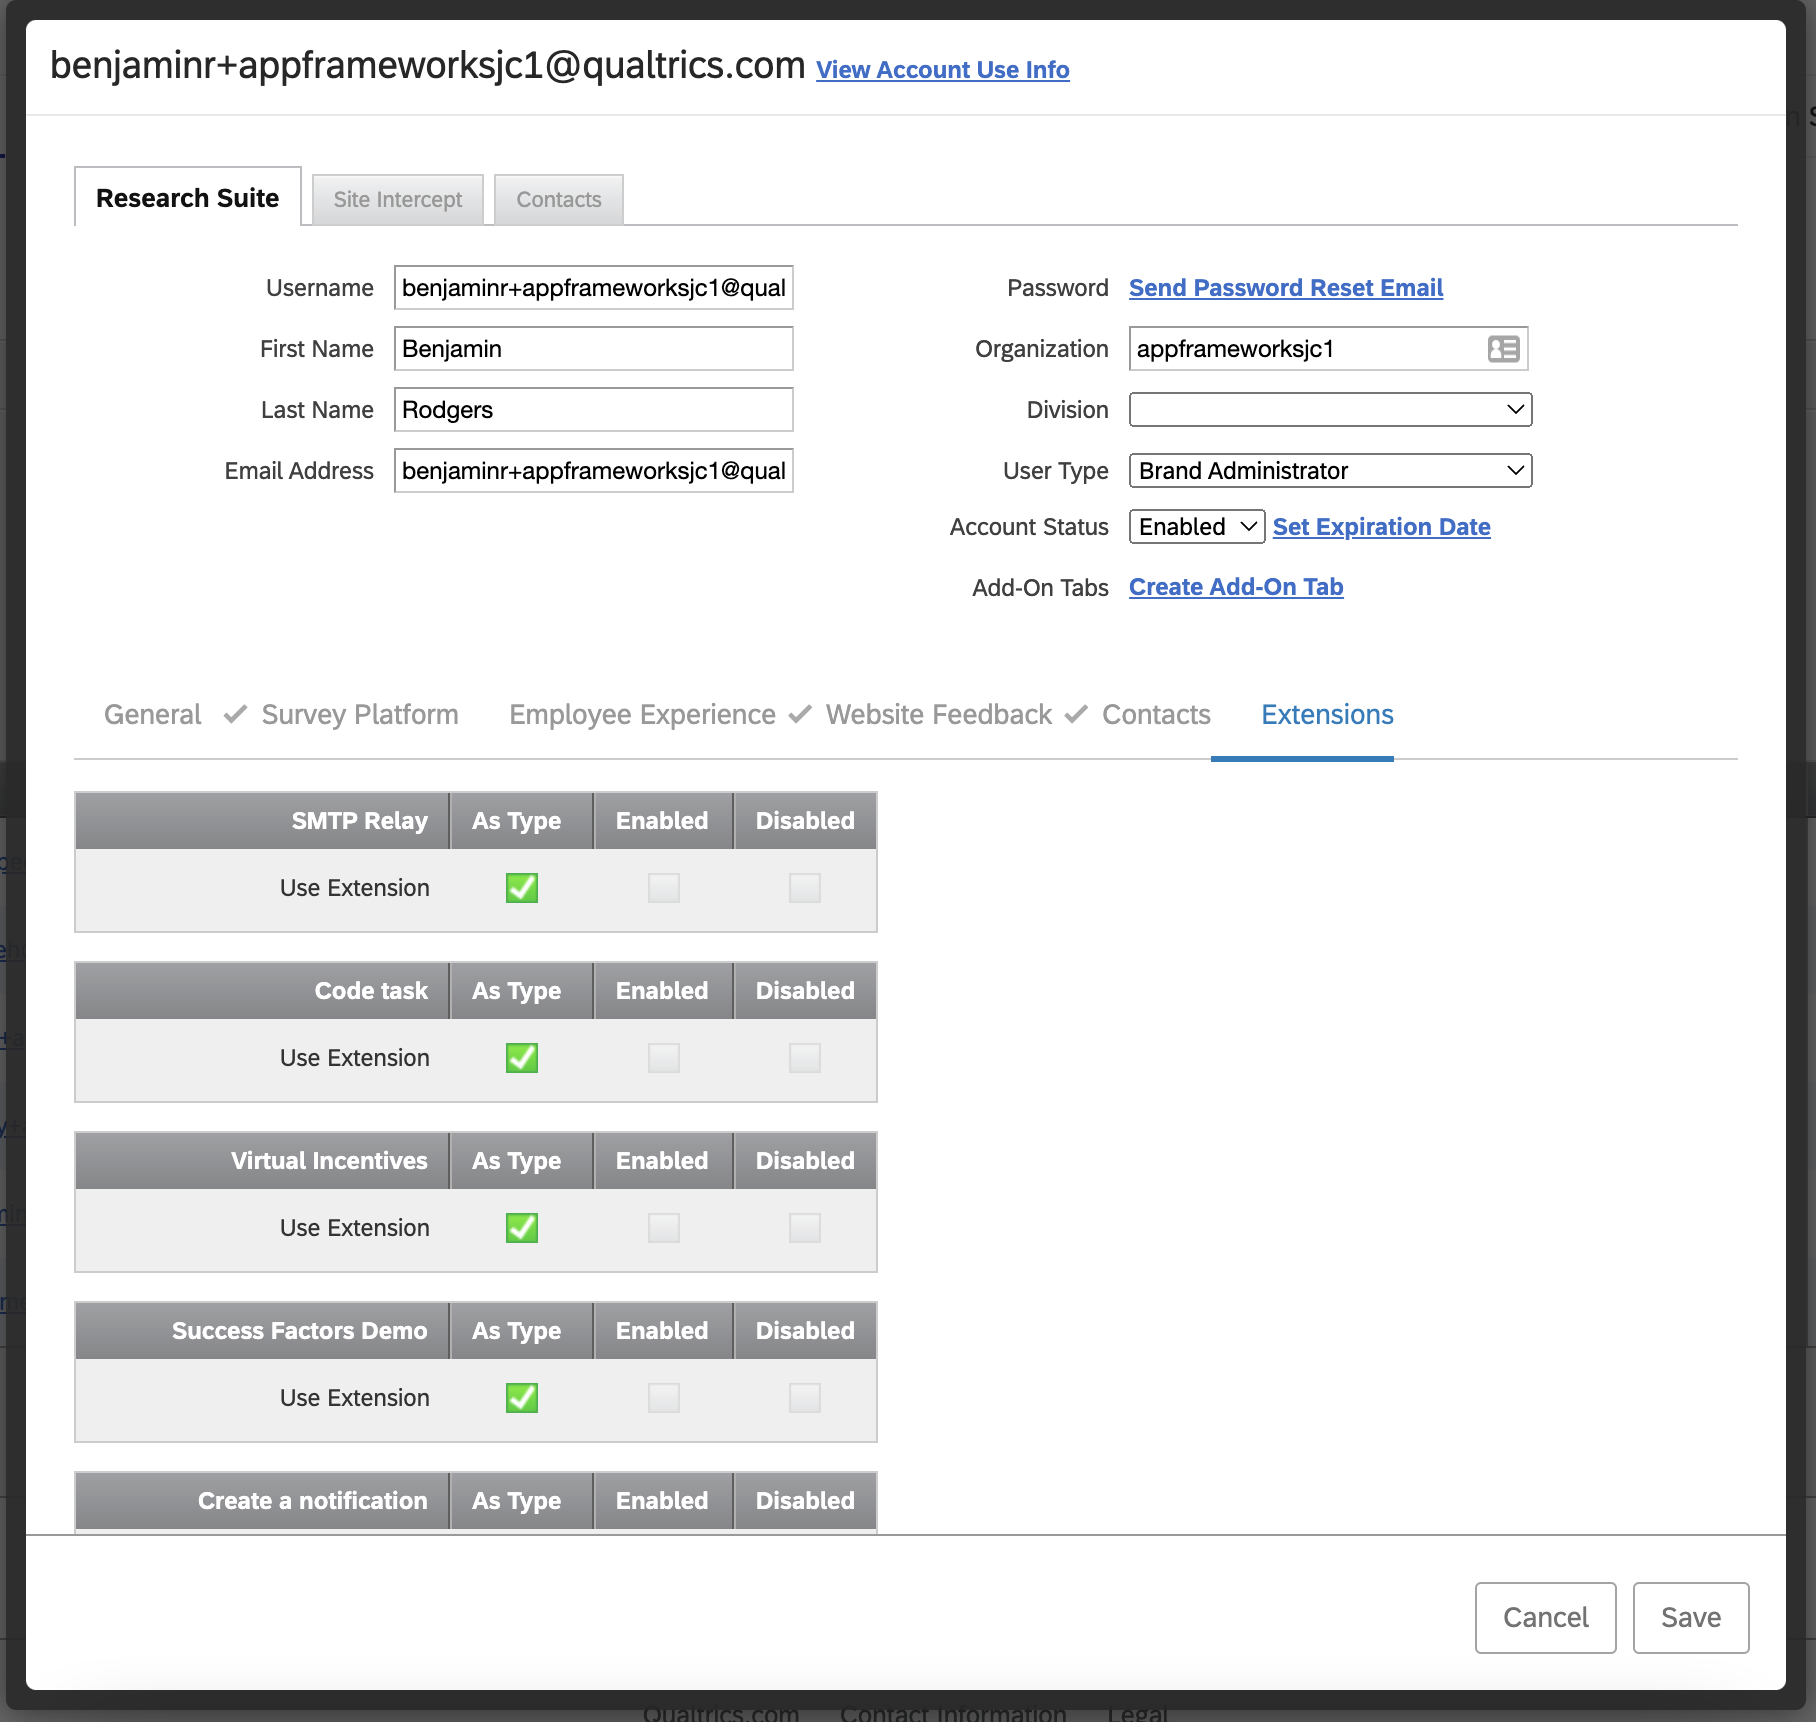 benjaminr+appframeworksjc1@qualtrics.com View Account Use Info
Research Suite Site Intercept Contacts
Username benjaminr+appframeworksjc1@qual Password Send Password Reset Email
First Name Benjamin Organization appframeworksjc1
Last Name Rodgers Division
Email Address benjaminr+appframeworksjc1@qual User Type Brand Administrator
Account Status Enabled Set Expiration Date
Add-On Tabs Create Add-On Tab
General Survey Platform Employee Experience Website Feedback Contacts Extensions
SMTP Relay As Type Enabled Disabled
Use Extension
Code task As Type Enabled Disabled
Use Extension
Virtual Incentives As Type Enabled Disabled
Use Extension
Success Factors Demo As Type Enabled Disabled
Use Extension
Create a notification As Type Enabled Disabled
Cancel Save
Qualtrics.com Contact Information Legal